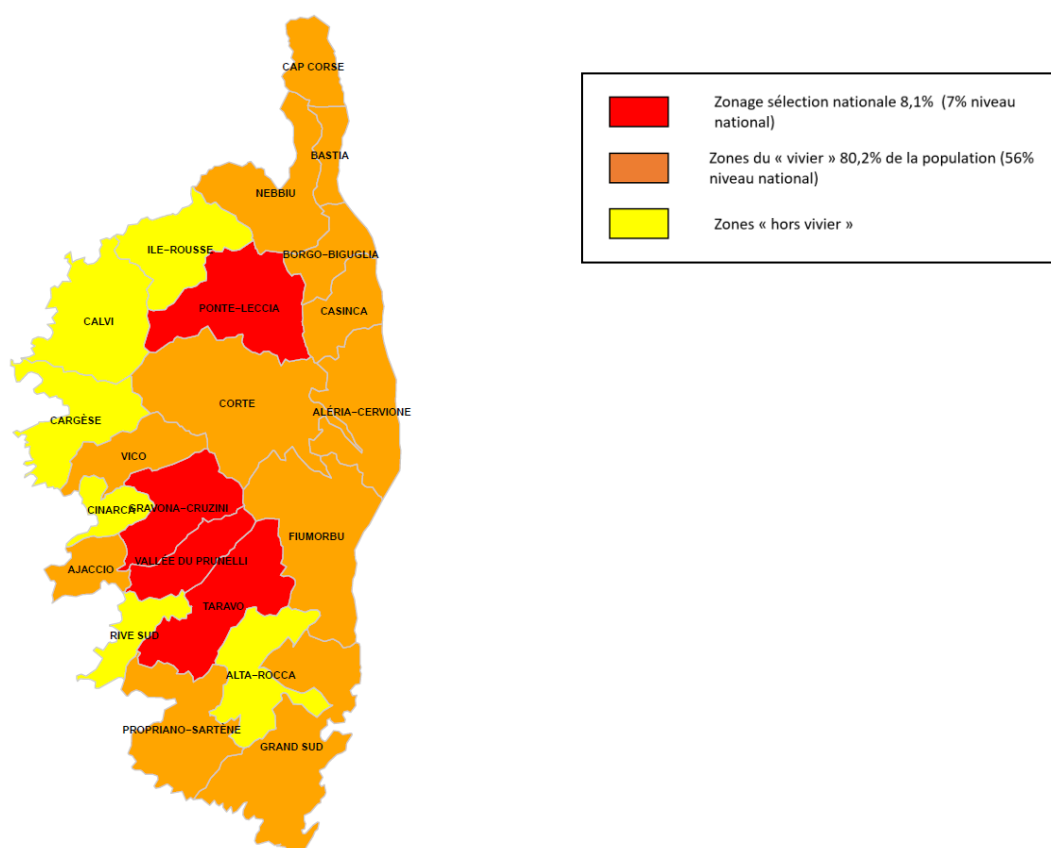 CAP CORSE
BASTIA
NEBBIU
ILE-ROUSSE
BORGO-BIGUGLIA
PONTE-LECCIA
CASINCA
CALVI
CORTE
ALÉRIA-CERVIONE
CARGÈSE
VICO
CINARCA
GRAVONA-CRUZINI
FIUMORBU
AJACCIO
VALLÉE DU PRUNELLI
TARAVO
RIVE SUD
ALTA-ROCCA
PROPRIANO-SARTÈNE
GRAND SUD
Zonage sélection nationale 8,1% (7% niveau
national)
Zones du « vivier » 80,2% de la population (56%
niveau national)
Zones « hors vivier »